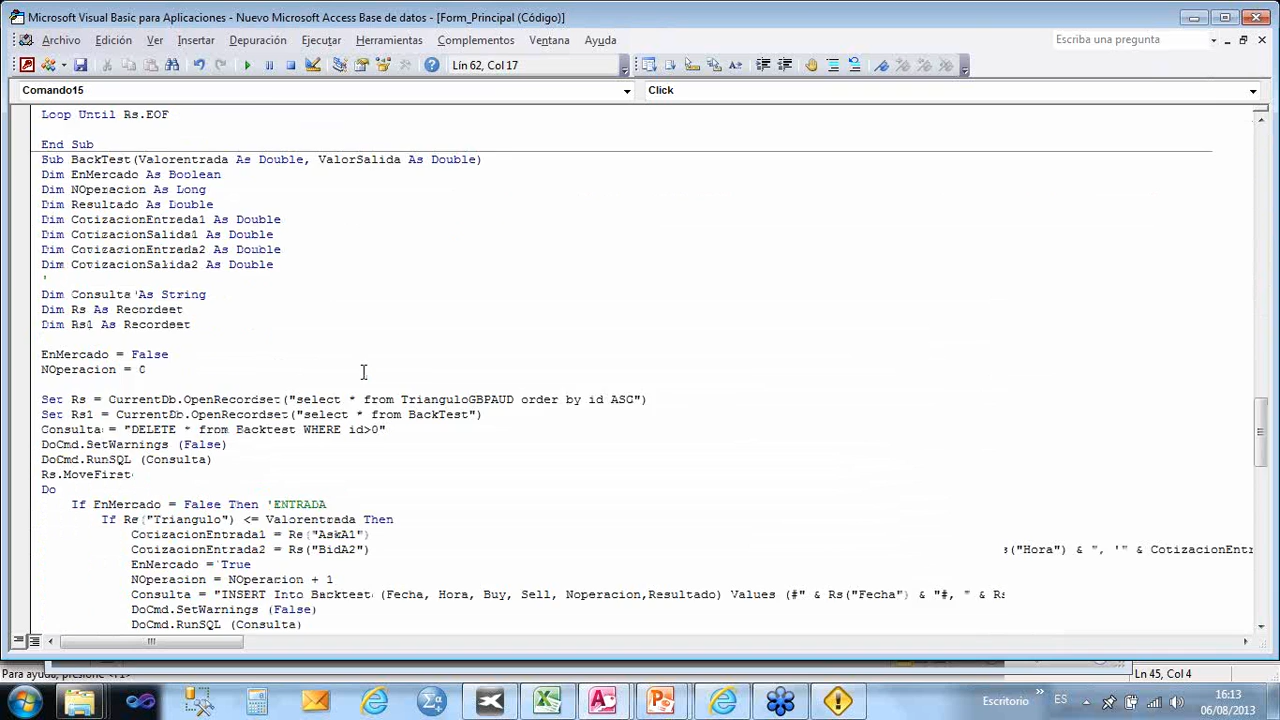 Microsoft Visual Basic para Aplicaciones - Nuevo Microsoft Access Base de datos - [Form_Principal (Código)]
Archivo Edición Ver Insertar Depuración Ejecutar Herramientas Complementos Ventana Ayuda Escriba una pregunta
Lín 62, Col 17
Comando15 Click
Loop Until Rs.EOF
End Sub
Sub BackTest(Valorentrada As Double, ValorSalida As Double)
Dim EnMercado As Boolean
Dim NOperacion As Long
Dim Resultado As Double
Dim CotizacionEntrada1 As Double
Dim CotizacionSalida1 As Double
Dim CotizacionEntrada2 As Double
Dim CotizacionSalida2 As Double
'
Dim Consulta As String
Dim Rs As Recordset
Dim Rs1 As Recordset
EnMercado = False
NOperacion = 0
Set Rs = CurrentDb.OpenRecordset("select * from TrianguloGBPAUD order by id ASC")
Set Rs1 = CurrentDb.OpenRecordset("select * from BackTest")
Consulta = "DELETE * from Backtest WHERE id>0"
DoCmd.SetWarnings (False)
DoCmd.RunSQL (Consulta)
Rs.MoveFirst
Do
If EnMercado = False Then 'ENTRADA
If Rs("Triangulo") <= Valorentrada Then
CotizacionEntrada1 = Rs("AskA1")
CotizacionEntrada2 = Rs("BidA2") s("Hora") & ", '" & CotizacionEntr
EnMercado = True
NOperacion = NOperacion + 1
Consulta = "INSERT Into Backtest (Fecha, Hora, Buy, Sell, Noperacion,Resultado) Values (#" & Rs("Fecha") & "#, " & Rs
DoCmd.SetWarnings (False)
DoCmd.RunSQL (Consulta)
Para ayuda, presione <F1> Ln 45, Col 4
Escritorio » ES 16:13
06/08/2013